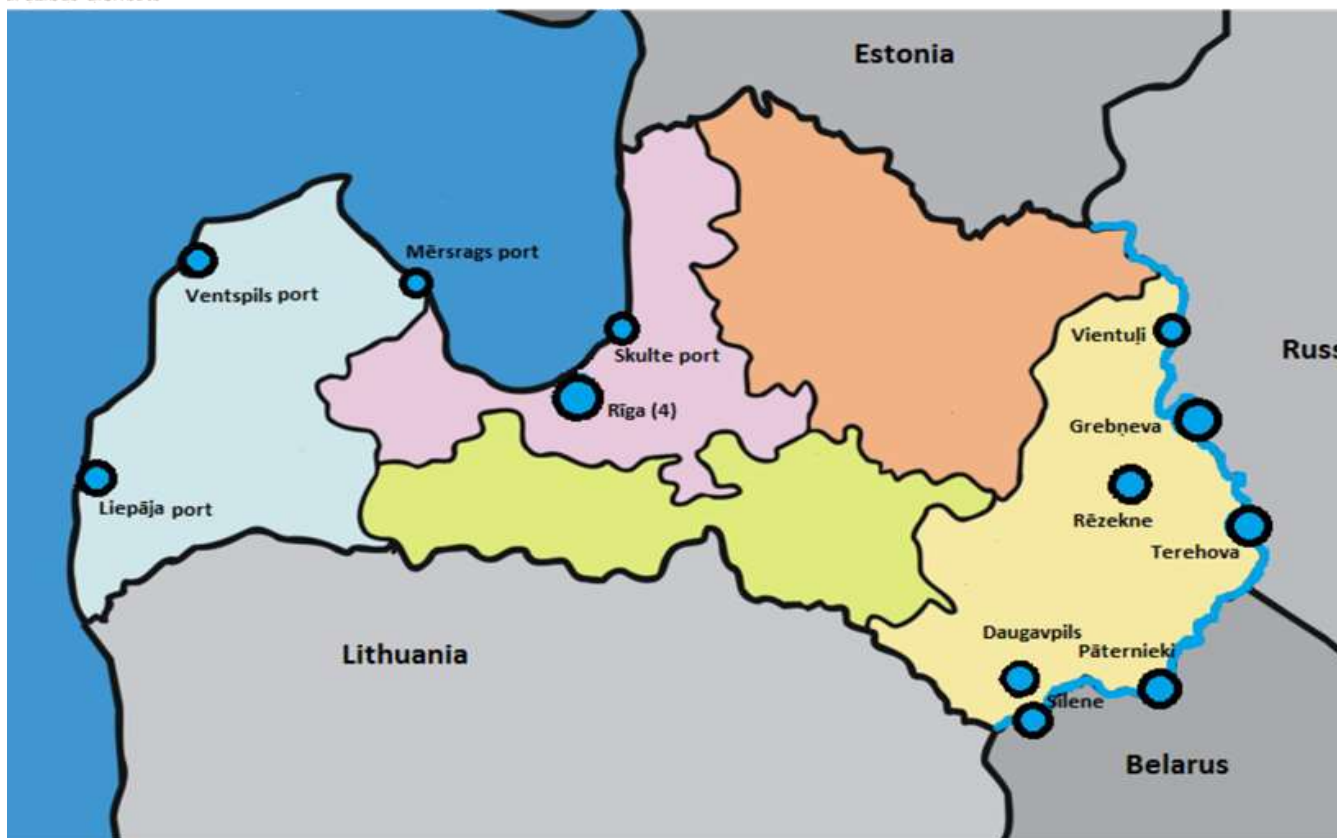 Estonia
Mērsrags port
Ventspils port
Vientuļi
Russ
Skulte port
Rīga (4)
Grebņeva
Liepāja port
Rēzekne
Terehova
Daugavpils
Lithuania
Pāternieki
Silene
Belarus